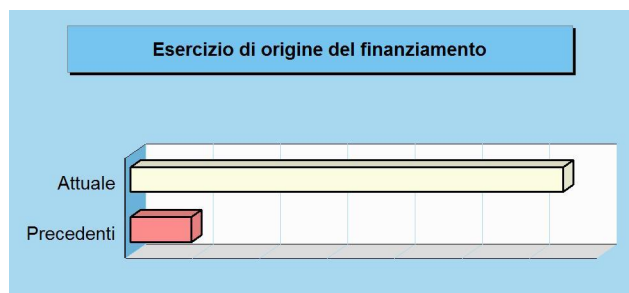 Esercizio di origine del finanziamento
Attuale
Precedenti